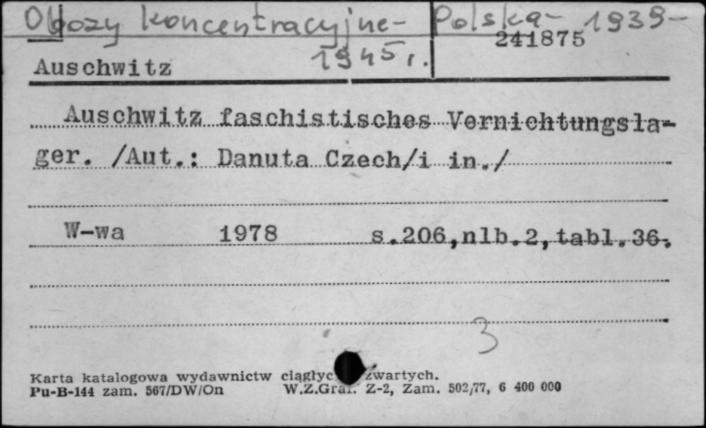 Obozy koncentracyjne - Polska - 1939-
1945 r.
241875
Auschwitz
Auschwitz faschistisches Vernichtungsla-
ger. /Aut.: Danuta Czech/i in./
W-wa 1978 s.206,nlb.2,tabl.36.
3
Karta katalogowa wydawnictw zwartych.
Pu-B-144 zam. 567/DW/On W.Z.Graf. Z-2, Zam. 502/77, 6 400 000